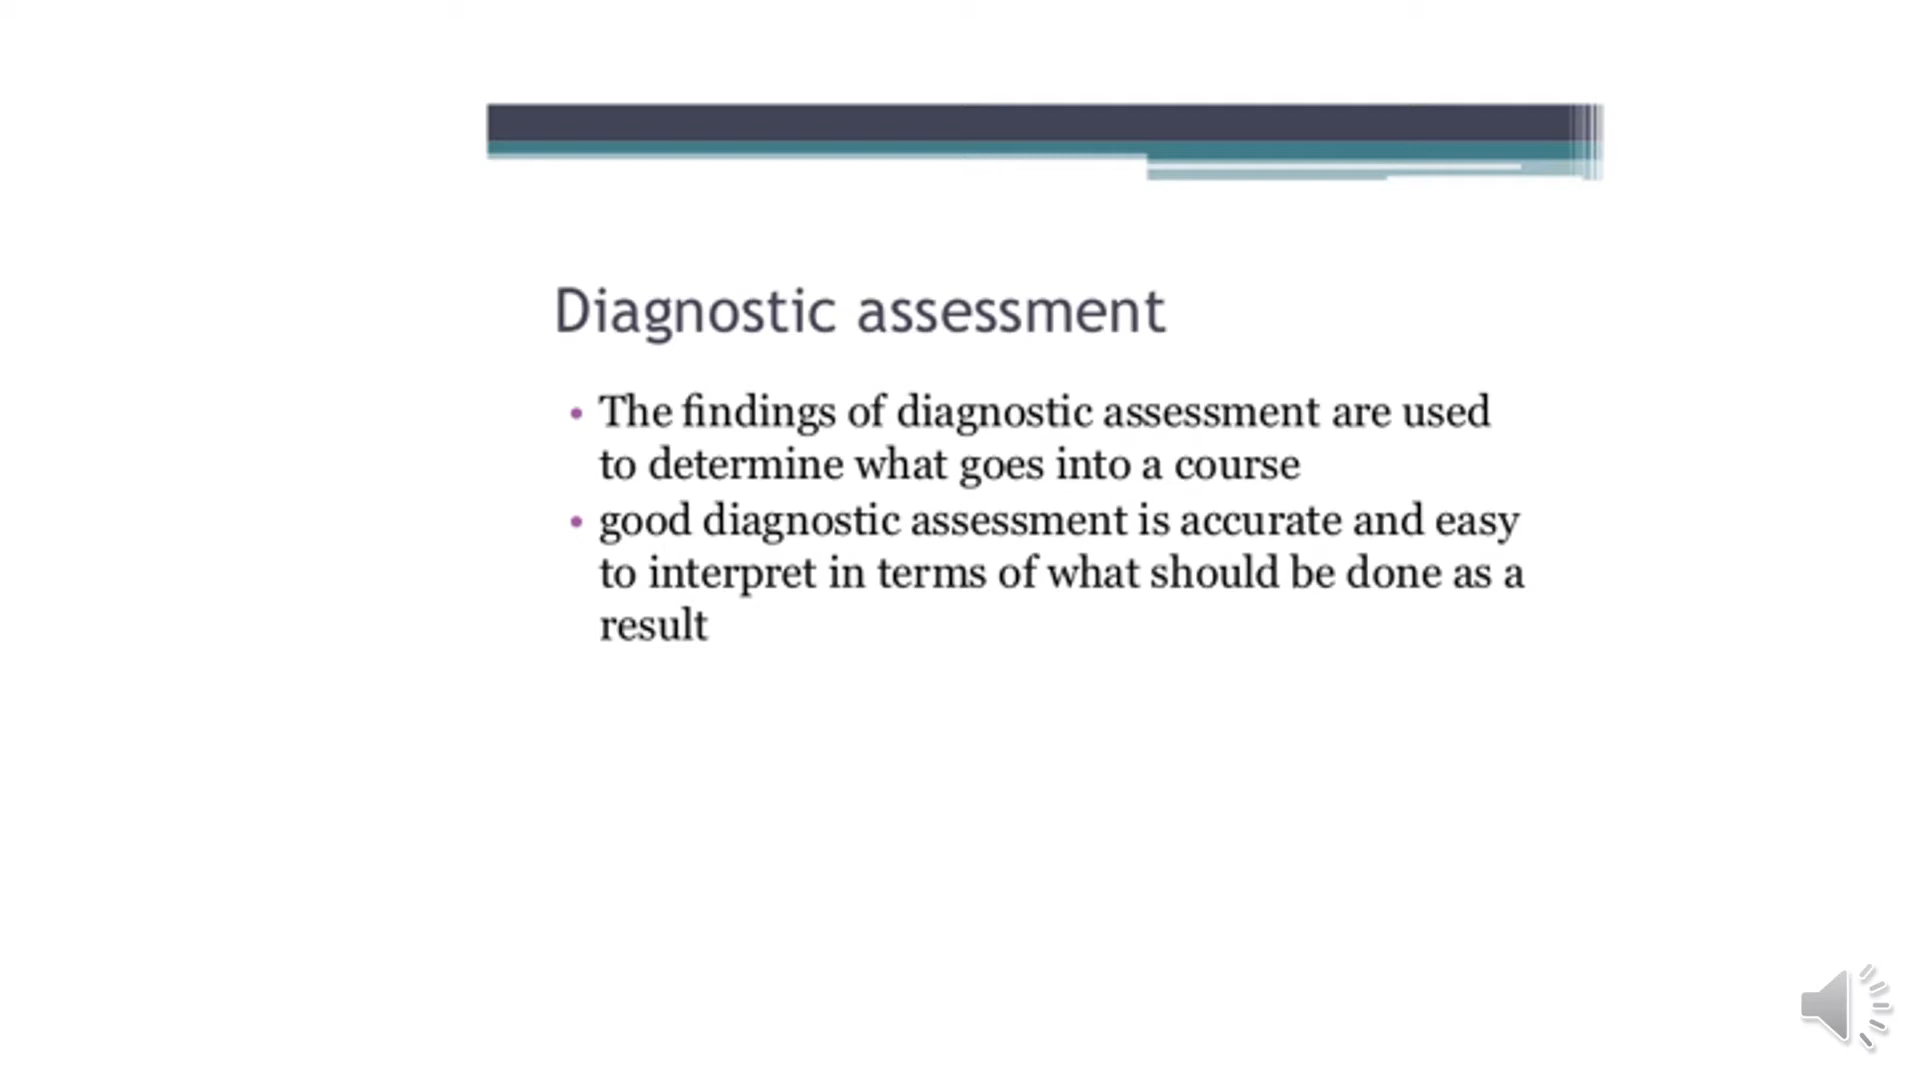 Diagnostic assessment
• The findings of diagnostic assessment are used
to determine what goes into a course
• good diagnostic assessment is accurate and easy
to interpret in terms of what should be done as a
result